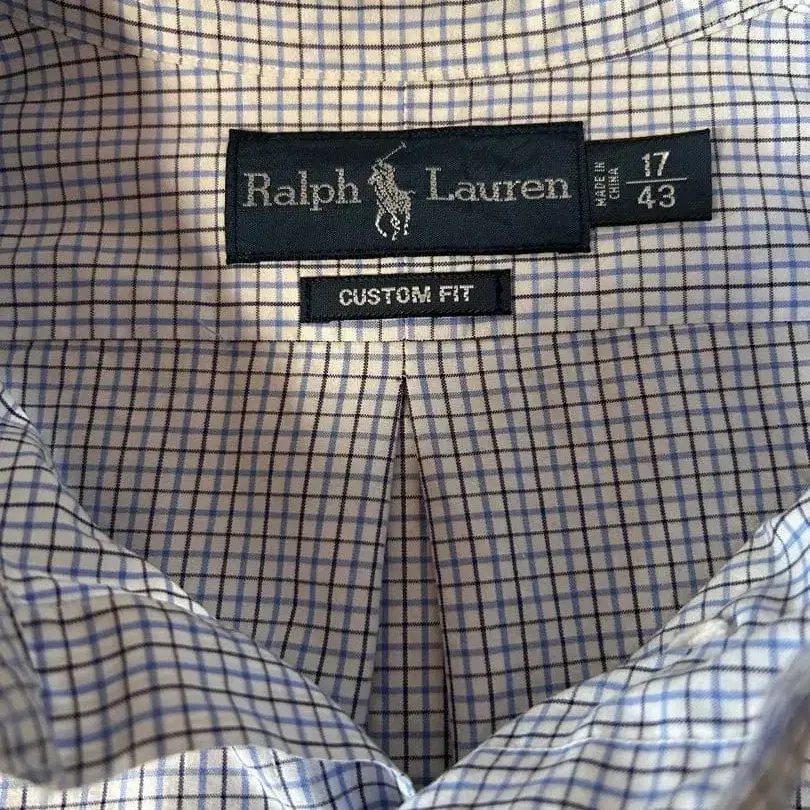 Ralph Lauren
MADE IN
CHINA
17
43
CUSTOM FIT